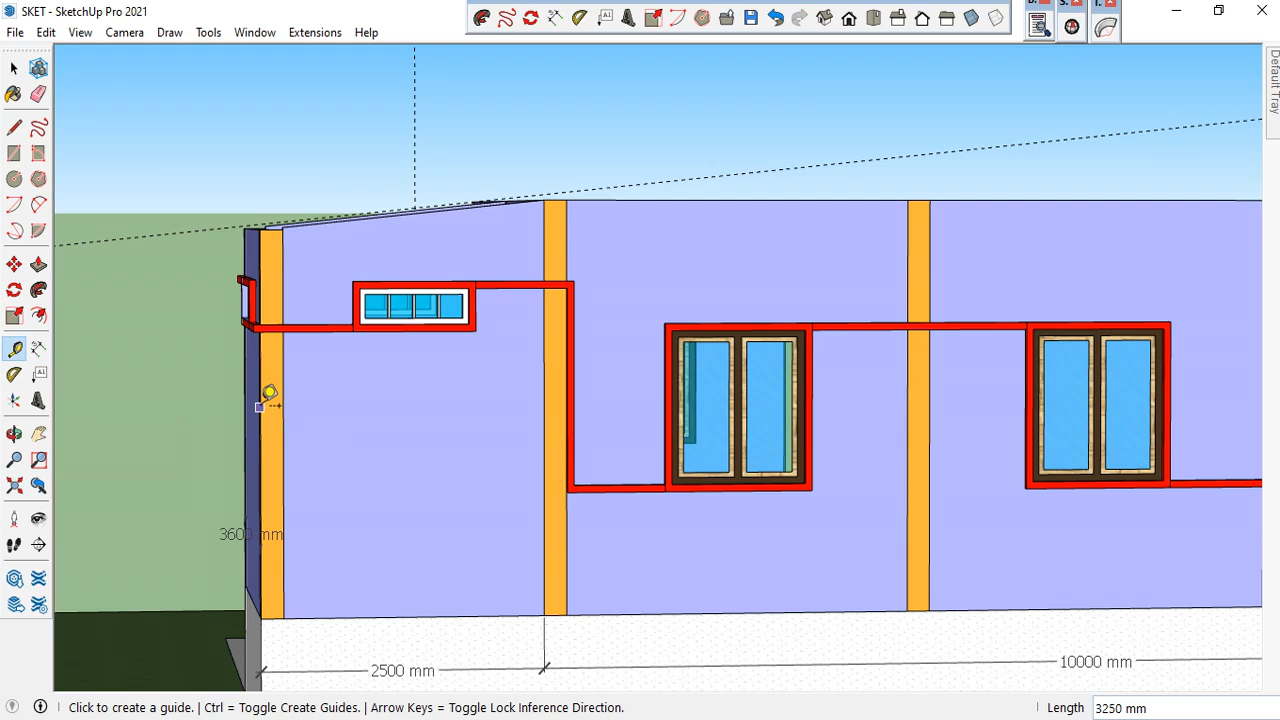 SKET - SketchUp Pro 2021
File Edit View Camera Draw Tools Window Extensions Help
Default Tray
3600 mm
2500 mm
10000 mm
Click to create a guide. | Ctrl = Toggle Create Guides. | Arrow Keys = Toggle Lock Inference Direction.
Length 3250 mm